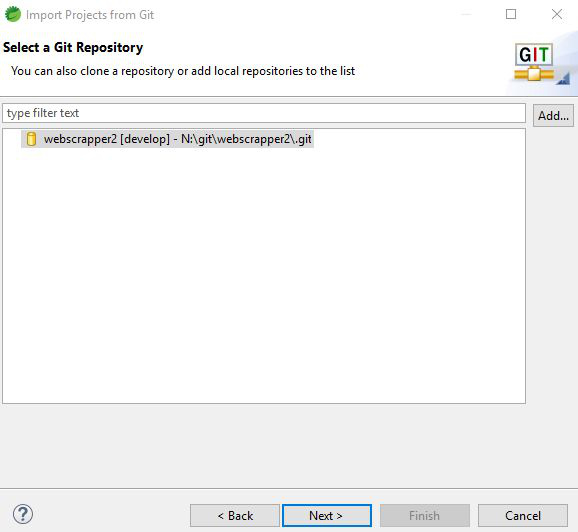 Import Projects from Git
Select a Git Repository
You can also clone a repository or add local repositories to the list
GIT
type filter text
Add...
webscrapper2 [develop] - N:\git\webscrapper2\.git
?
< Back
Next >
Finish
Cancel